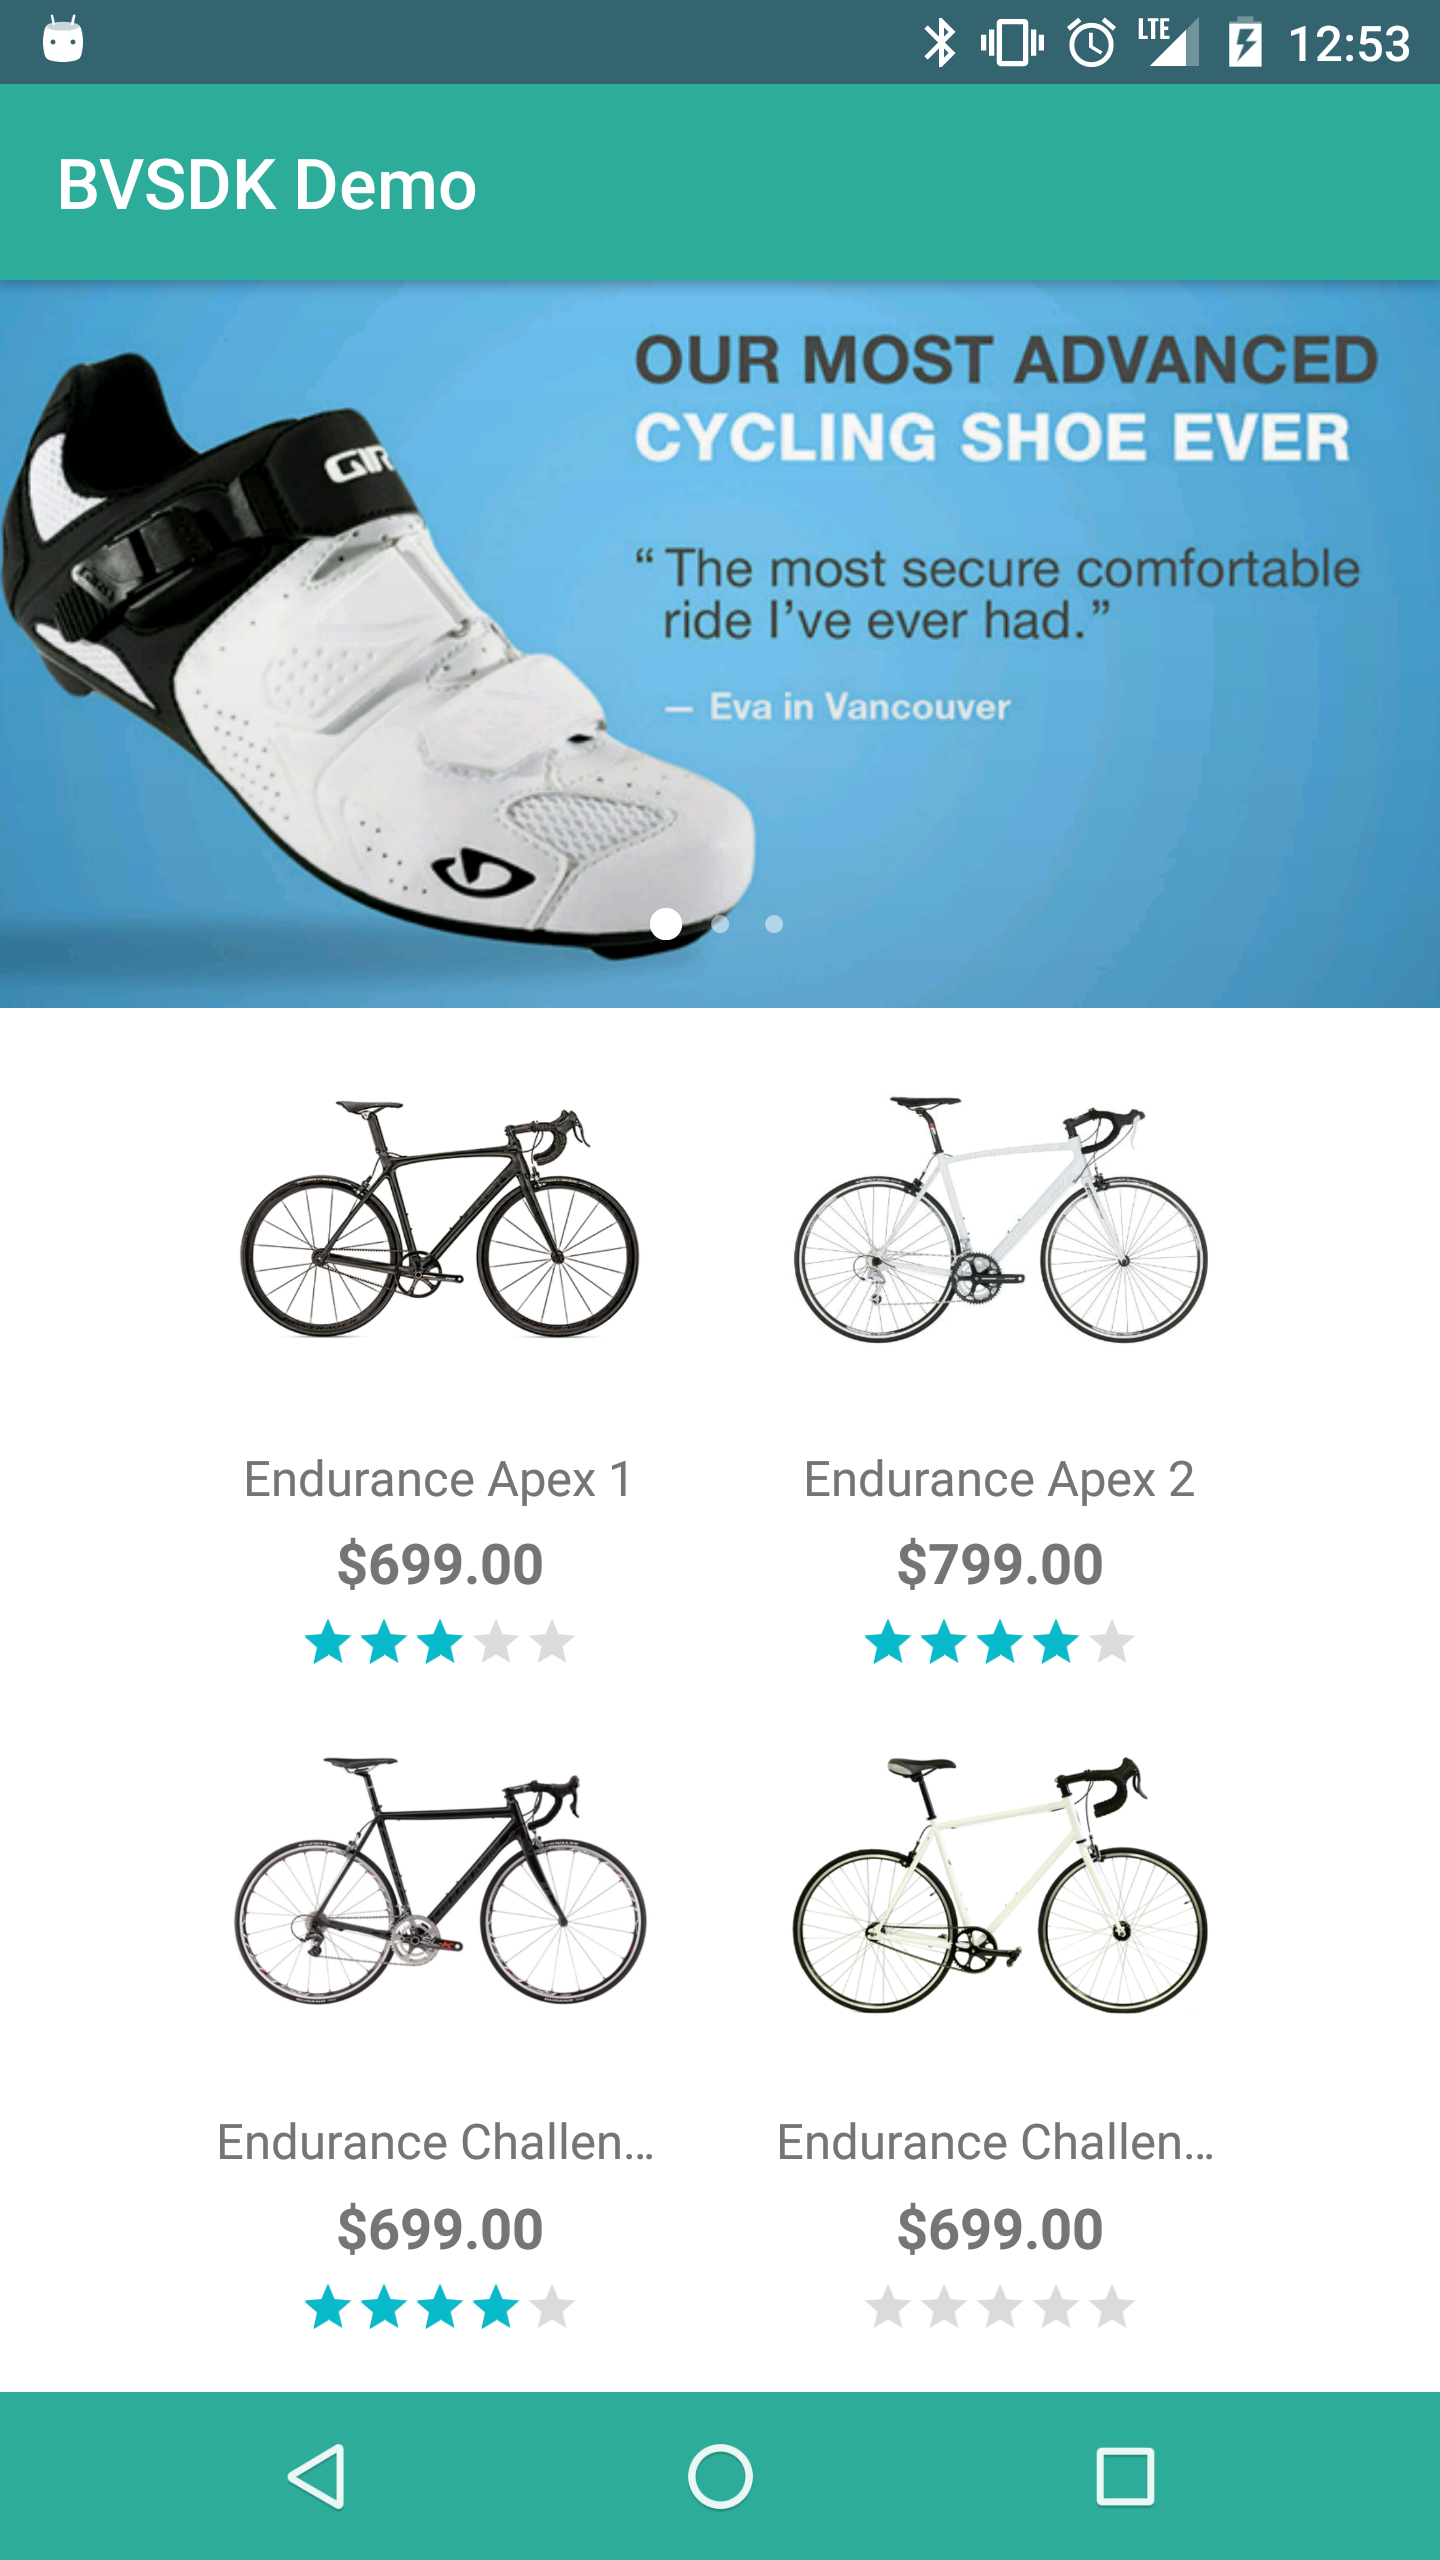 LTE 12:53
BVSDK Demo
OUR MOST ADVANCED
CYCLING SHOE EVER
“ The most secure comfortable
ride I’ve ever had.”
— Eva in Vancouver
Endurance Apex 1
Endurance Apex 2
$699.00
$799.00
Endurance Challen...
Endurance Challen...
$699.00
$699.00